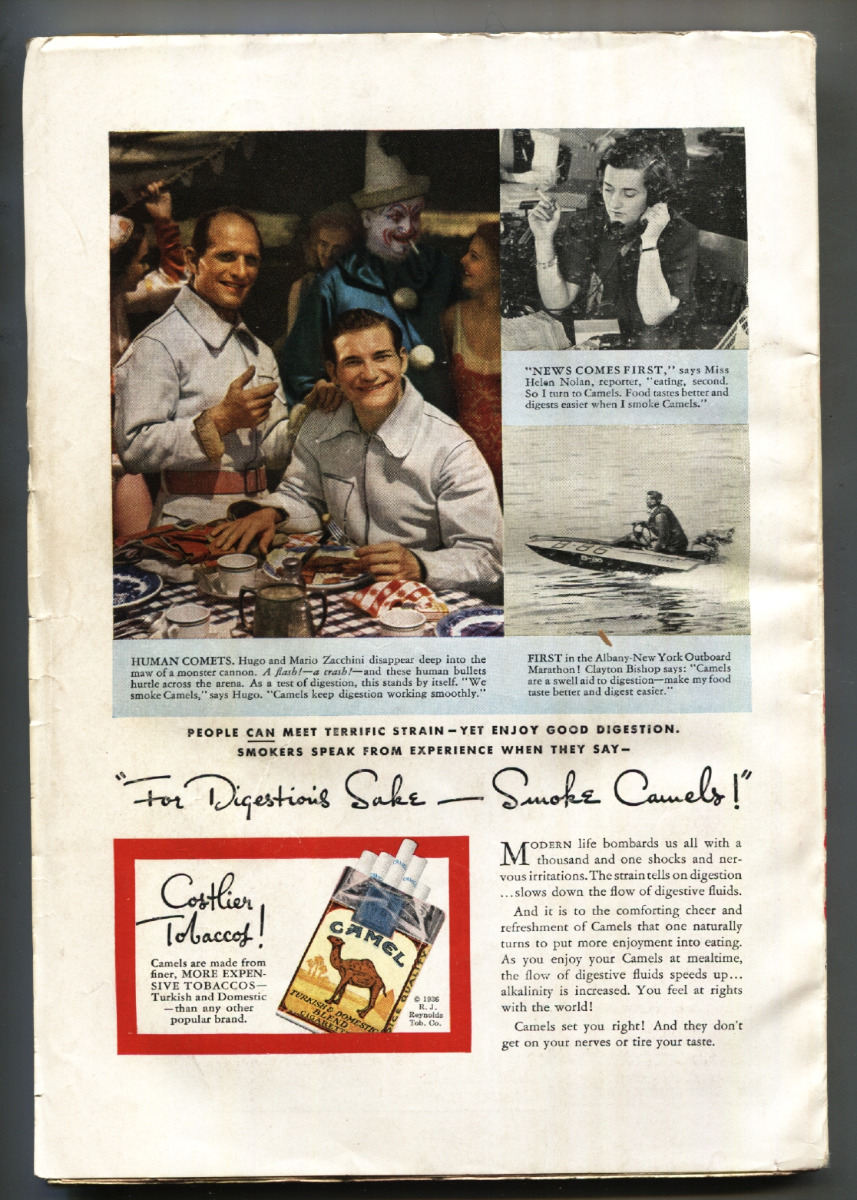 "NEWS COMES FIRST," says Miss
Helen Nolan, reporter, "eating, second.
So I turn to Camels. Food tastes better and
digests easier when I smoke Camels."
HUMAN COMETS. Hugo and Mario Zacchini disappear deep into the
maw of a monster cannon. A flash!—a crash!—and these human bullets
hurtle across the arena. As a test of digestion, this stands by itself. "We
smoke Camels," says Hugo. "Camels keep digestion working smoothly."
FIRST in the Albany-New York Outboard
Marathon! Clayton Bishop says: "Camels
are a swell aid to digestion—make my food
taste better and digest easier."
PEOPLE CAN MEET TERRIFIC STRAIN—YET ENJOY GOOD DIGESTION.
SMOKERS SPEAK FROM EXPERIENCE WHEN THEY SAY—
"For Digestion's Sake — Smoke Camels!"
Costlier
Tobaccos!
Camels are made from
finer, MORE EXPEN-
SIVE TOBACCOS—
Turkish and Domestic
—than any other
popular brand.
CAMEL
TURKISH & DOMESTIC
BLEND
CIGARETTES
© 1936
R. J.
Reynolds
Tob. Co.
MODERN life bombards us all with a
thousand and one shocks and ner-
vous irritations. The strain tells on digestion
...slows down the flow of digestive fluids.
And it is to the comforting cheer and
refreshment of Camels that one naturally
turns to put more enjoyment into eating.
As you enjoy your Camels at mealtime,
the flow of digestive fluids speeds up...
alkalinity is increased. You feel at rights
with the world!
Camels set you right! And they don't
get on your nerves or tire your taste.